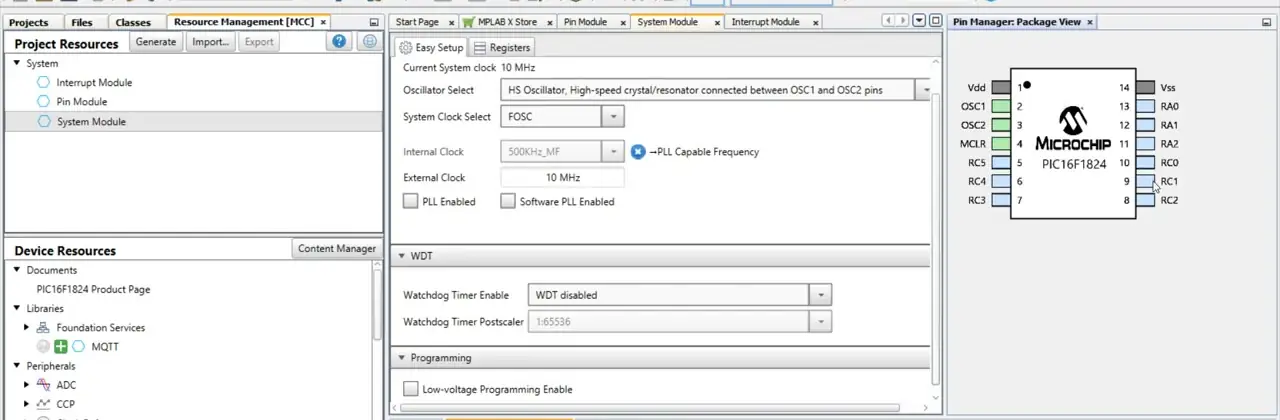 Projects Files Classes Resource Management [MCC] ×
Project Resources Generate Import... Export ?
System
Interrupt Module
Pin Module
System Module
Device Resources Content Manager
Documents
PIC16F1824 Product Page
Libraries
Foundation Services
MQTT
Peripherals
ADC
CCP
Start Page × MPLAB X Store × Pin Module × System Module × Interrupt Module ×
Easy Setup Registers
Current System clock 10 MHz
Oscillator Select HS Oscillator, High-speed crystal/resonator connected between OSC1 and OSC2 pins
System Clock Select FOSC
Internal Clock 500KHz_MF →PLL Capable Frequency
External Clock 10 MHz
PLL Enabled Software PLL Enabled
WDT
Watchdog Timer Enable WDT disabled
Watchdog Timer Postscaler 1:65536
Programming
Low-voltage Programming Enable
Pin Manager: Package View ×
Vdd 1 14 Vss
OSC1 2 13 RA0
OSC2 3 12 RA1
MCLR 4 11 RA2
RC5 5 10 RC0
RC4 6 9 RC1
RC3 7 8 RC2
MICROCHIP
PIC16F1824